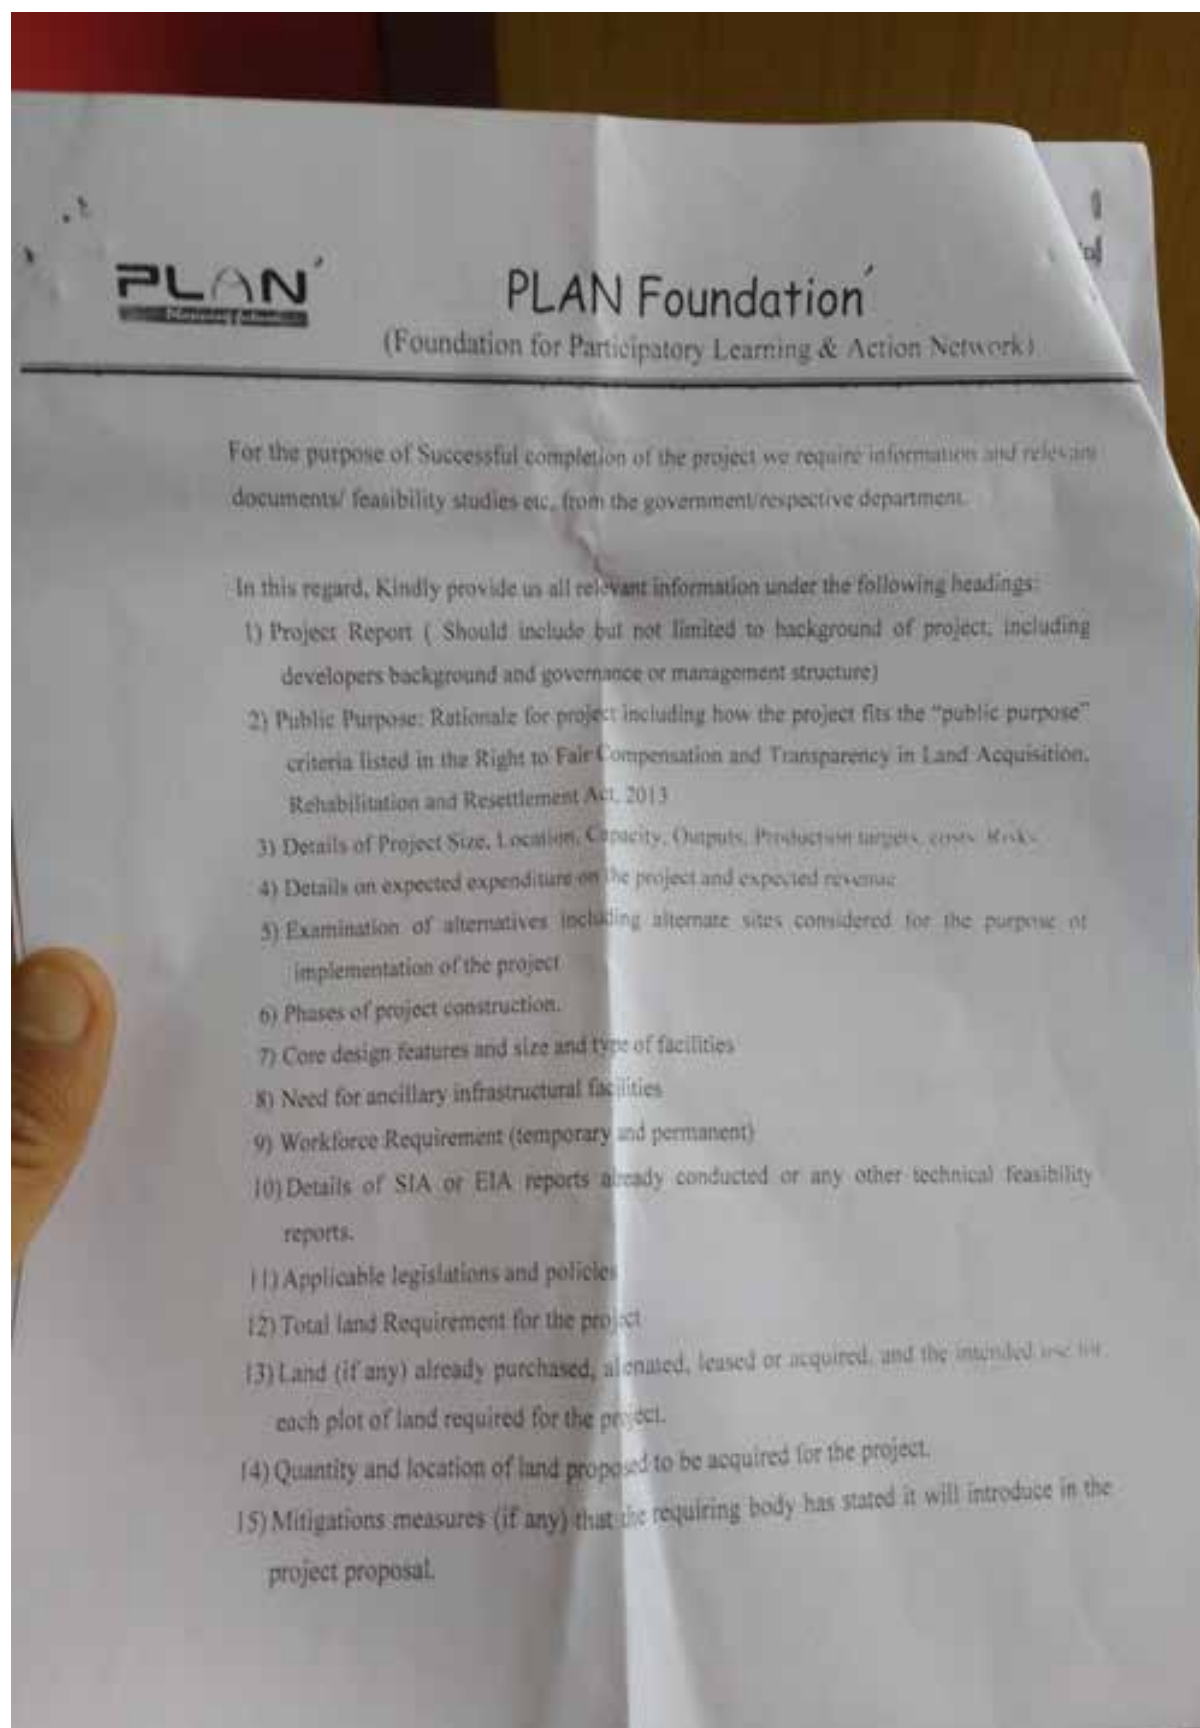 PLAN
PLAN Foundation
(Foundation for Participatory Learning & Action Network)
For the purpose of Successful completion of the project we require information and relevant
documents/ feasibility studies etc, from the government/respective department.
In this regard, Kindly provide us all relevant information under the following headings:
1) Project Report ( Should include but not limited to background of project, including
developers background and governance or management structure)
2) Public Purpose: Rationale for project including how the project fits the “public purpose”
criteria listed in the Right to Fair Compensation and Transparency in Land Acquisition,
Rehabilitation and Resettlement Act, 2013
3) Details of Project Size, Location, Capacity, Outputs, Production targets, costs, Risks
4) Details on expected expenditure on the project and expected revenue
5) Examination of alternatives including alternate sites considered for the purpose of
implementation of the project
6) Phases of project construction.
7) Core design features and size and type of facilities
8) Need for ancillary infrastructural facilities
9) Workforce Requirement (temporary and permanent)
10) Details of SIA or EIA reports already conducted or any other technical feasibility
reports.
11) Applicable legislations and policies
12) Total land Requirement for the project
13) Land (if any) already purchased, alienated, leased or acquired, and the intended use for
each plot of land required for the project.
14) Quantity and location of land proposed to be acquired for the project.
15) Mitigations measures (if any) that the requiring body has stated it will introduce in the
project proposal.